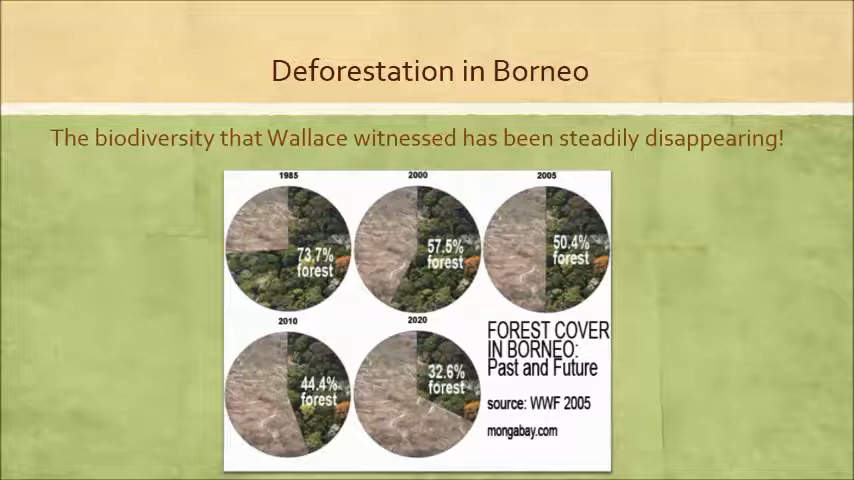 Deforestation in Borneo
The biodiversity that Wallace witnessed has been steadily disappearing!
1985
2000
2005
73.7%
forest
57.5%
forest
50.4%
forest
2010
2020
44.4%
forest
32.6%
forest
FOREST COVER
IN BORNEO:
Past and Future
source: WWF 2005
mongabay.com